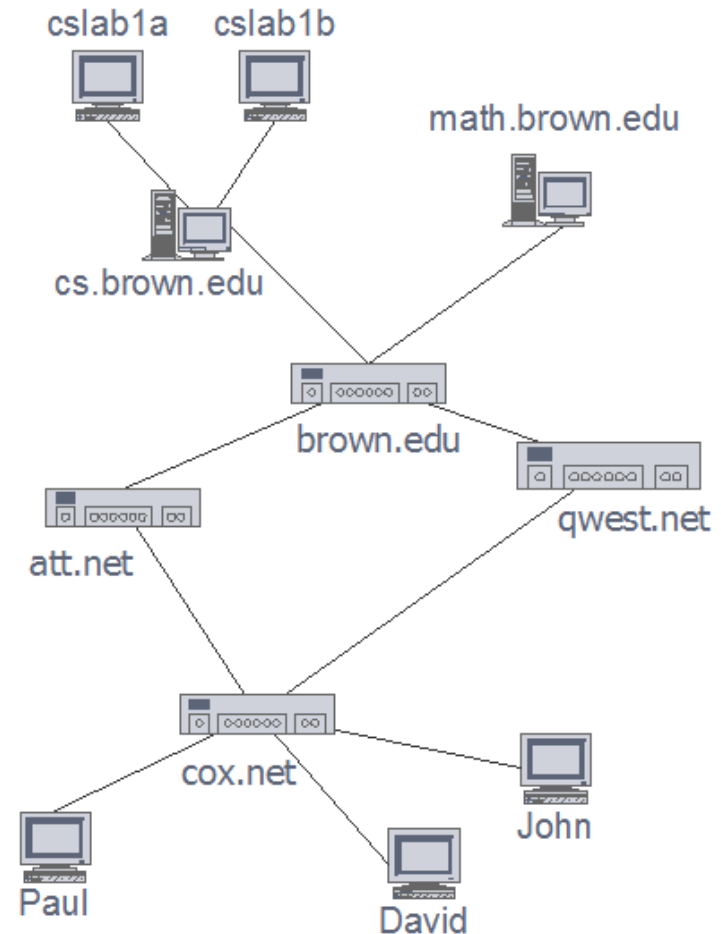 cslab1a cslab1b
math.brown.edu
cs.brown.edu
brown.edu
qwest.net
att.net
cox.net
John
Paul
David